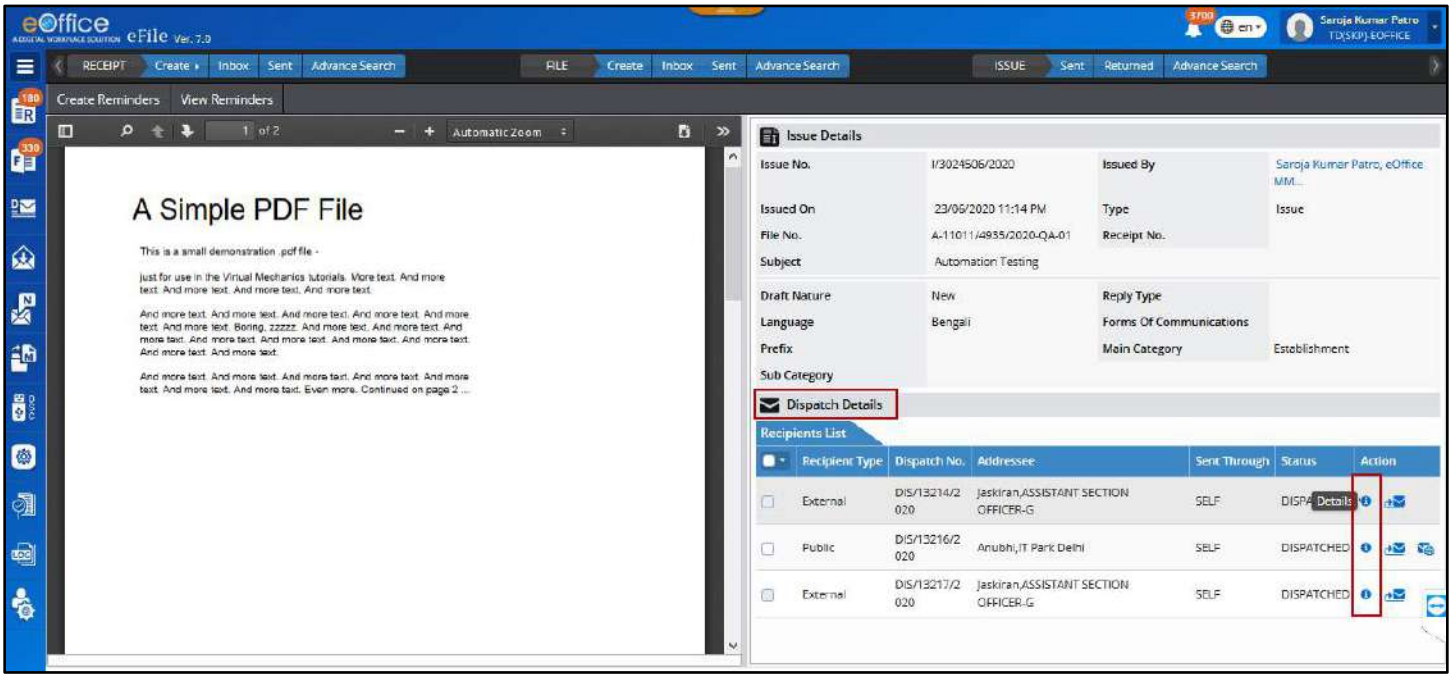 eOffice
A DIGITAL WORKPLACE SOLUTION eFile Ver. 7.0
3700 en Saroja Kumar Patro
TD(SKP)-EOFFICE
RECEIPT Create Inbox Sent Advance Search FILE Create Inbox Sent Advance Search ISSUE Sent Returned Advance Search
180 R
Create Reminders View Reminders
1 of 2 Automatic Zoom
330 F
D
N
M
DSC
LOC
A Simple PDF File
This is a small demonstration .pdf file -
just for use in the Virtual Mechanics tutorials. More text. And more
text. And more text. And more text. And more text.
And more text. And more text. And more text. And more text. And more
text. And more text. Boring, zzzzz. And more text. And more text. And
more text. And more text. And more text. And more text. And more text.
And more text. And more text.
And more text. And more text. And more text. And more text. And more
text. And more text. And more text. Even more. Continued on page 2 ...
Issue Details
Issue No. I/3024506/2020 Issued By Saroja Kumar Patro, eOffice
MM...
Issued On 23/06/2020 11:14 PM Type Issue
File No. A-11011/4935/2020-QA-01 Receipt No.
Subject Automation Testing
Draft Nature New Reply Type
Language Bengali Forms Of Communications
Prefix Main Category Establishment
Sub Category
Dispatch Details
Recipients List
Recipient Type Dispatch No. Addressee Sent Through Status Action
External DIS/13214/2 Jaskiran,ASSISTANT SECTION SELF DISPA Details
020 OFFICER-G
Public DIS/13216/2 Anubhi,IT Park Delhi SELF DISPATCHED
020
External DIS/13217/2 Jaskiran,ASSISTANT SECTION SELF DISPATCHED
020 OFFICER-G